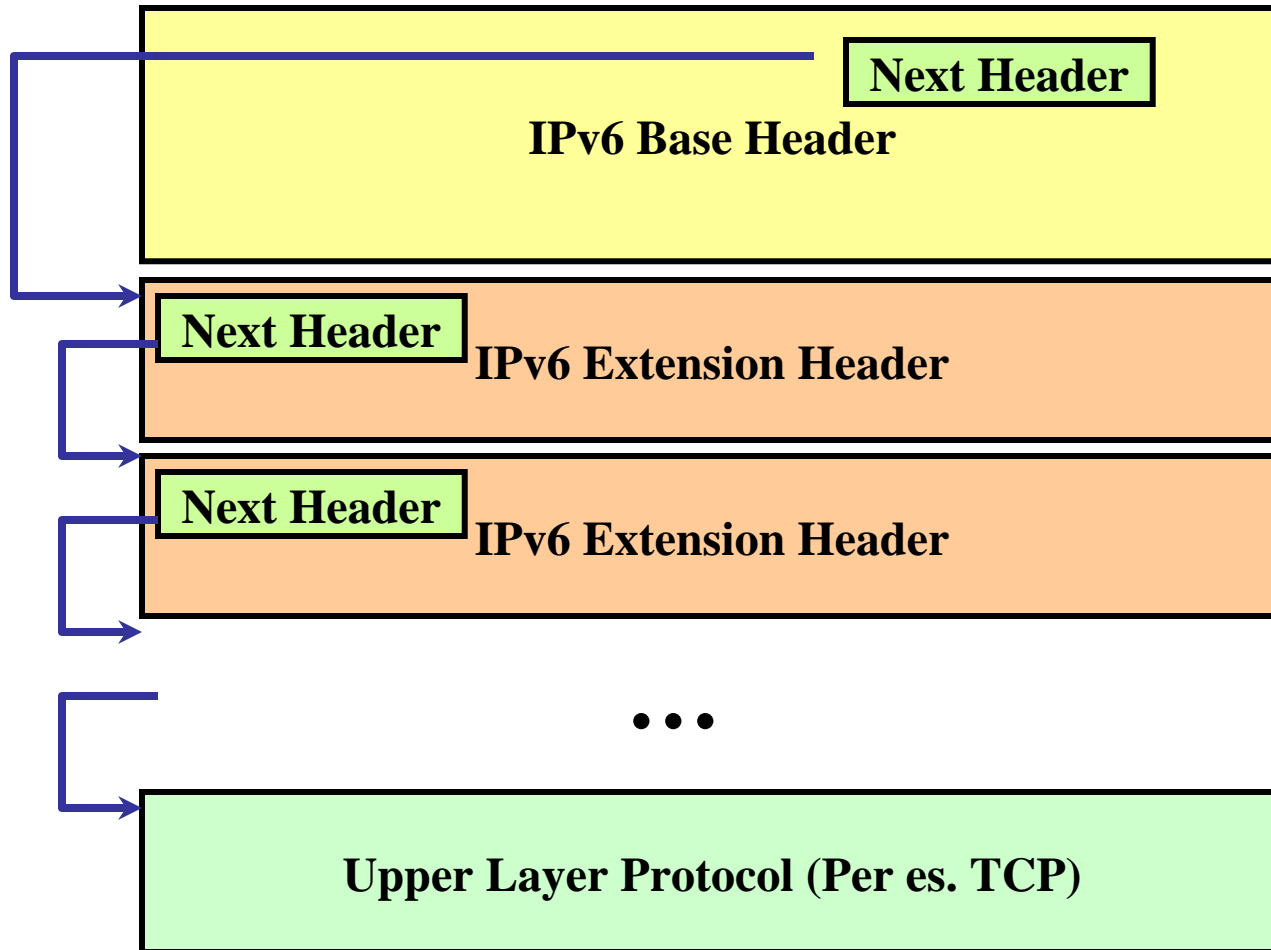 Next Header
IPv6 Base Header
Next Header
IPv6 Extension Header
Next Header
IPv6 Extension Header
...
Upper Layer Protocol (Per es. TCP)